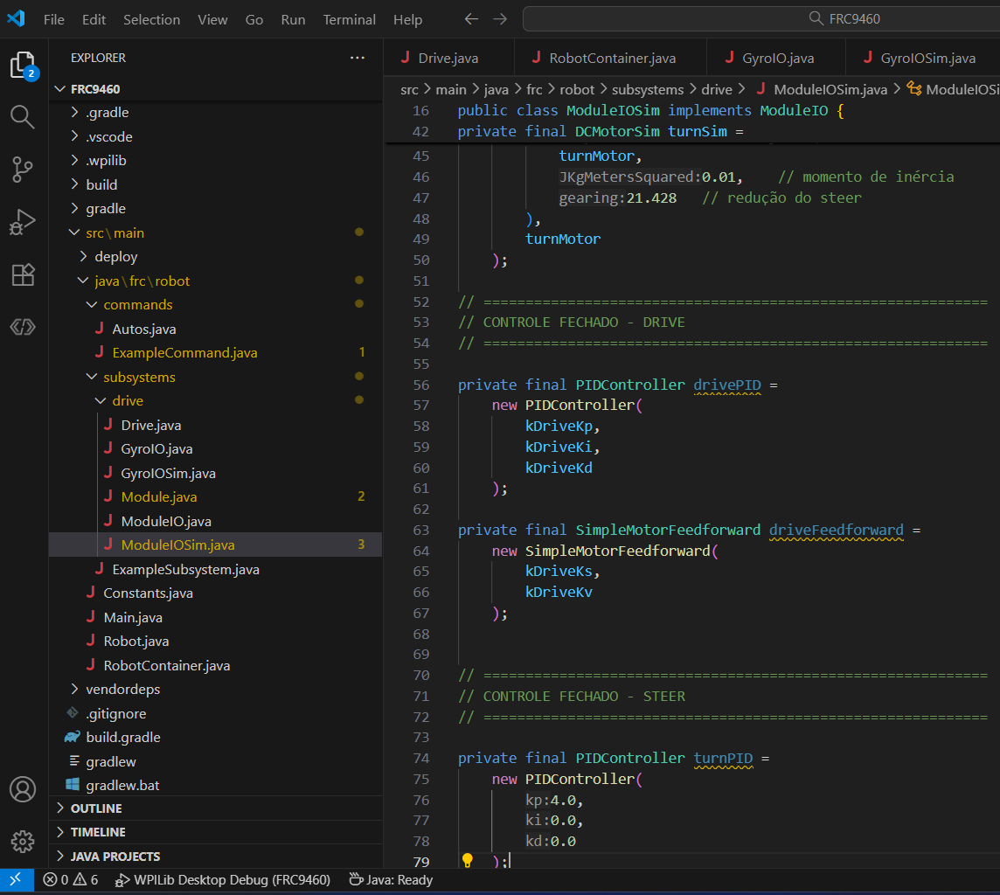 File Edit Selection View Go Run Terminal Help FRC9460
EXPLORER
FRC9460
.gradle
.vscode
.wpilib
build
gradle
src\main
deploy
java\frc\robot
commands
Autos.java
ExampleCommand.java 1
subsystems
drive
Drive.java
GyroIO.java
GyroIOSim.java
Module.java 2
ModuleIO.java
ModuleIOSim.java 3
ExampleSubsystem.java
Constants.java
Main.java
Robot.java
RobotContainer.java
vendordeps
.gitignore
build.gradle
gradlew
gradlew.bat
OUTLINE
TIMELINE
JAVA PROJECTS
2
Drive.java RobotContainer.java GyroIO.java GyroIOSim.java
src > main > java > frc > robot > subsystems > drive > ModuleIOSim.java > ModuleIOSi
16 public class ModuleIOSim implements ModuleIO {
42 private final DCMotorSim turnSim =
45 turnMotor,
46 JKgMetersSquared:0.01, // momento de inércia
47 gearing:21.428 // redução do steer
48 ),
49 turnMotor
50 );
51
52 // ============================================================
53 // CONTROLE FECHADO - DRIVE
54 // ============================================================
55
56 private final PIDController drivePID =
57 new PIDController(
58 kDriveKp,
59 kDriveKi,
60 kDriveKd
61 );
62
63 private final SimpleMotorFeedforward driveFeedforward =
64 new SimpleMotorFeedforward(
65 kDriveKs,
66 kDriveKv
67 );
68
69
70 // ============================================================
71 // CONTROLE FECHADO - STEER
72 // ============================================================
73
74 private final PIDController turnPID =
75 new PIDController(
76 kp:4.0,
77 ki:0.0,
78 kd:0.0
79 );
0 6 WPILib Desktop Debug (FRC9460) Java: Ready